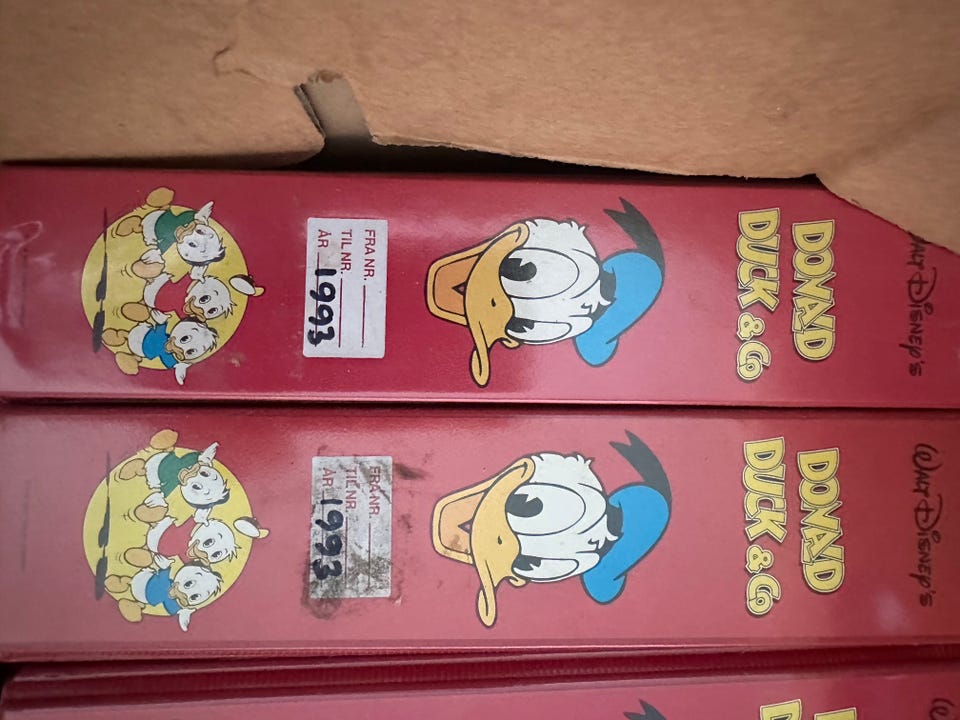 WALT DISNEY'S
DONALD
DUCK & CO
FRA NR.
TIL NR.
ÅR 1993
WALT DISNEY'S
DONALD
DUCK & CO
FRA NR.
TIL NR.
ÅR 1993